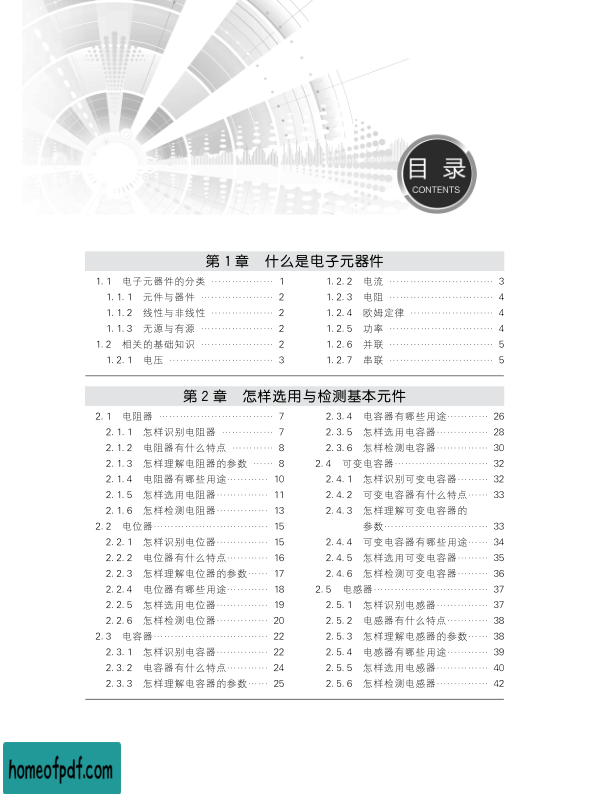 目 录
CONTENTS
第 1 章 什么是电子元器件
1.1 电子元器件的分类 ……………… 1
1.1.1 元件与器件 ……………… 2
1.1.2 线性与非线性 ……………… 2
1.1.3 无源与有源 ……………… 2
1.2 相关的基础知识 ……………… 2
1.2.1 电压 ……………… 3
1.2.2 电流 ……………… 3
1.2.3 电阻 ……………… 4
1.2.4 欧姆定律 ……………… 4
1.2.5 功率 ……………… 4
1.2.6 并联 ……………… 5
1.2.7 串联 ……………… 5
第 2 章 怎样选用与检测基本元件
2.1 电阻器 ……………… 7
2.1.1 怎样识别电阻器 ……………… 7
2.1.2 电阻器有什么特点 ………… 8
2.1.3 怎样理解电阻器的参数 …… 8
2.1.4 电阻器有哪些用途………… 10
2.1.5 怎样选用电阻器…………… 11
2.1.6 怎样检测电阻器…………… 13
2.2 电位器…………………………… 15
2.2.1 怎样识别电位器…………… 15
2.2.2 电位器有什么特点………… 16
2.2.3 怎样理解电位器的参数…… 17
2.2.4 电位器有哪些用途………… 18
2.2.5 怎样选用电位器…………… 19
2.2.6 怎样检测电位器…………… 20
2.3 电容器…………………………… 22
2.3.1 怎样识别电容器…………… 22
2.3.2 电容器有什么特点………… 24
2.3.3 怎样理解电容器的参数…… 25
2.3.4 电容器有哪些用途………… 26
2.3.5 怎样选用电容器…………… 28
2.3.6 怎样检测电容器…………… 30
2.4 可变电容器……………………… 32
2.4.1 怎样识别可变电容器……… 32
2.4.2 可变电容器有什么特点…… 33
2.4.3 怎样理解可变电容器的
参数………………………… 33
2.4.4 可变电容器有哪些用途…… 34
2.4.5 怎样选用可变电容器……… 35
2.4.6 怎样检测可变电容器……… 36
2.5 电感器…………………………… 37
2.5.1 怎样识别电感器…………… 37
2.5.2 电感器有什么特点………… 38
2.5.3 怎样理解电感器的参数…… 38
2.5.4 电感器有哪些用途………… 39
2.5.5 怎样选用电感器…………… 40
2.5.6 怎样检测电感器…………… 42
homeofpdf.com